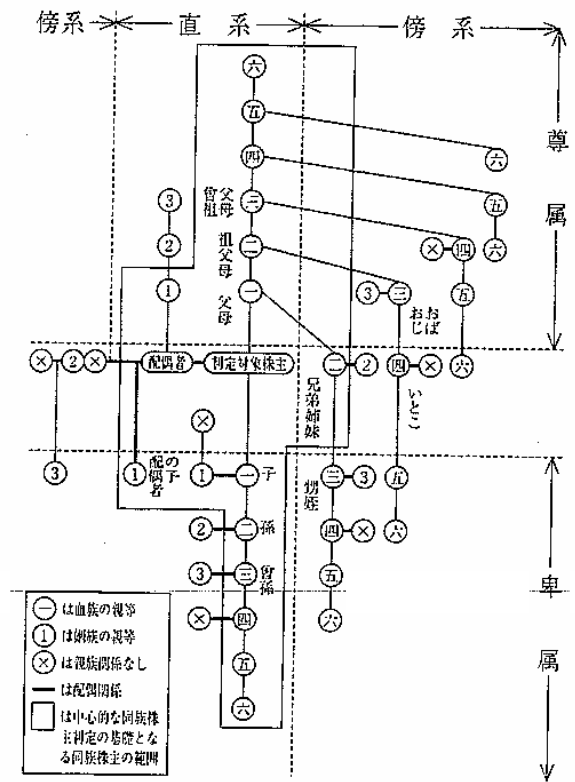 傍系 直系 傍系
六
五
四 六
三 曾祖父母 五
3
2 二 祖父母 × 四 六
1 一 父母 3 三 おじ おば 五
尊属
× 2 × 配偶者 判定対象株主 二 2 四 × 六
兄弟姉妹 いとこ
×
3 1 配偶者の子 1 一 子 三 3 甥姪 五
2 二 孫 四 × 六
3 三 曾孫 五
× 四 六
五
六
卑属
一 は血族の親等
1 は姻族の親等
× は親族関係なし
は配偶関係
は中心的な同族株
主判定の基礎とな
る同族株主の範囲